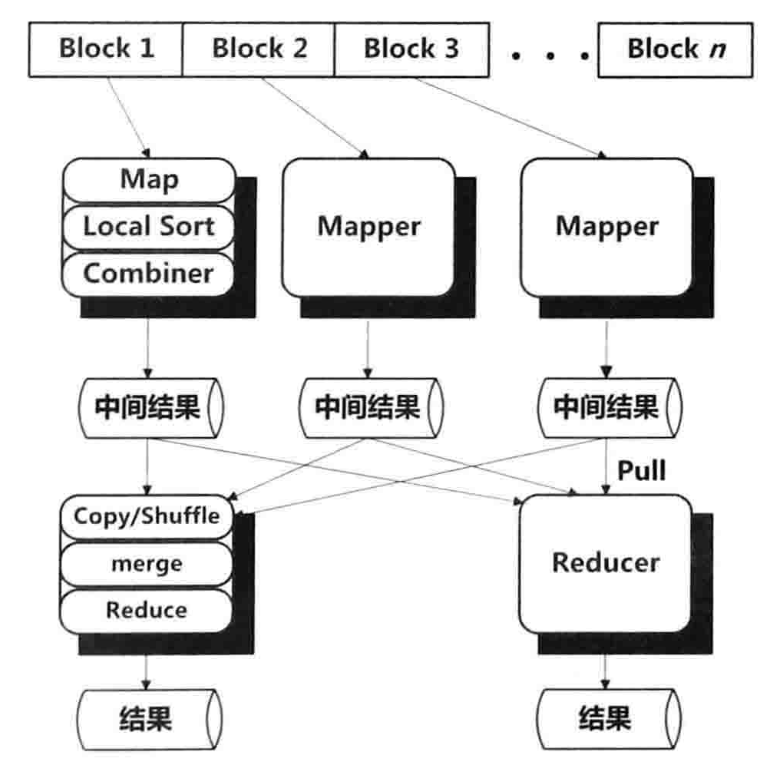 Block 1
Block 2
Block 3
. . .
Block n
Map
Local Sort
Combiner
Mapper
Mapper
中间结果
中间结果
中间结果
Pull
Copy/Shuffle
merge
Reduce
Reducer
结果
结果